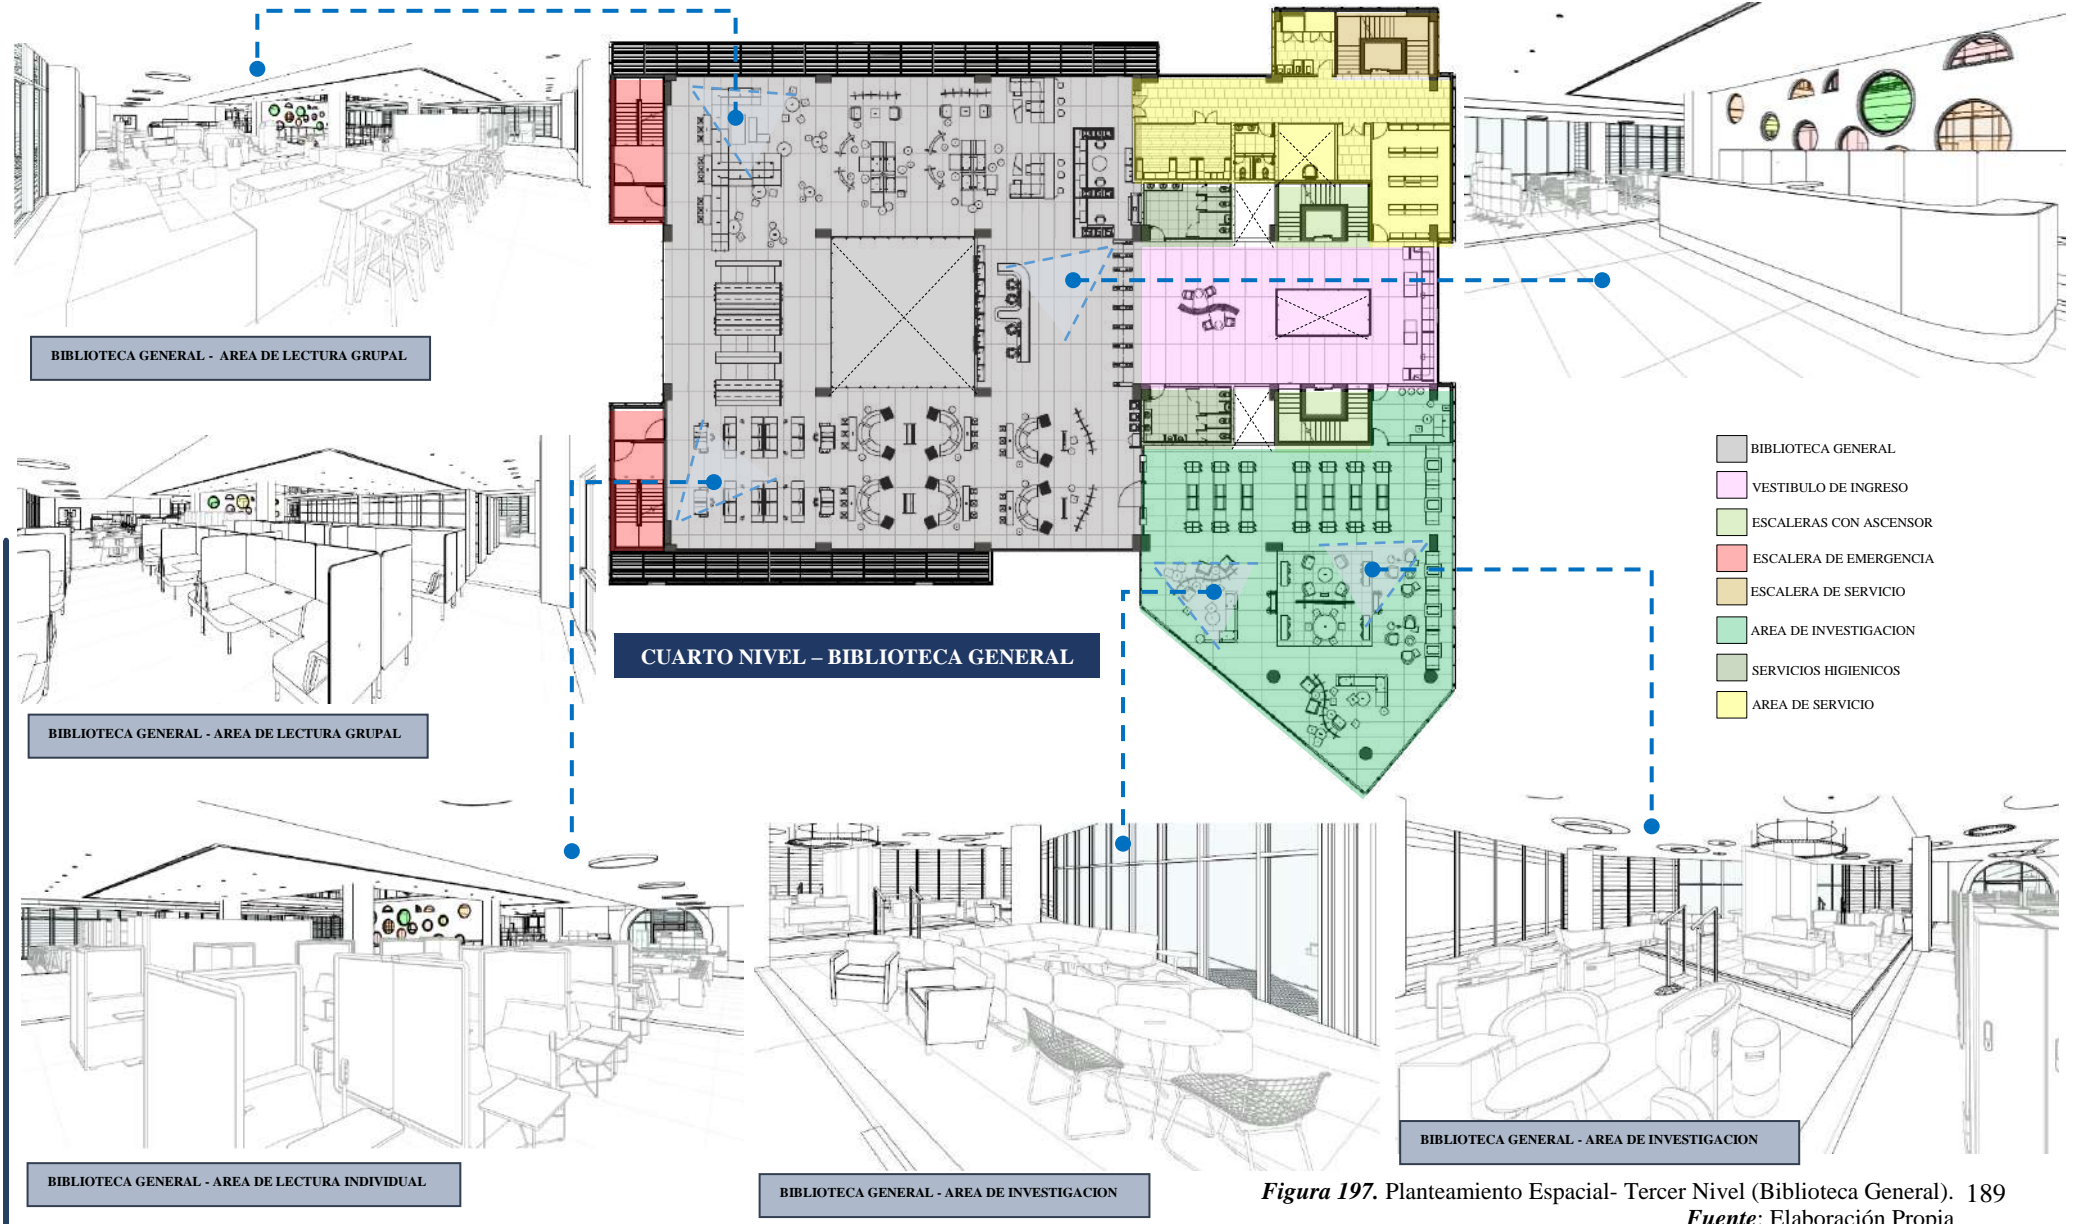 BIBLIOTECA GENERAL - AREA DE LECTURA GRUPAL
BIBLIOTECA GENERAL - AREA DE LECTURA GRUPAL
CUARTO NIVEL – BIBLIOTECA GENERAL
BIBLIOTECA GENERAL
VESTIBULO DE INGRESO
ESCALERAS CON ASCENSOR
ESCALERA DE EMERGENCIA
ESCALERA DE SERVICIO
AREA DE INVESTIGACION
SERVICIOS HIGIENICOS
AREA DE SERVICIO
BIBLIOTECA GENERAL - AREA DE LECTURA INDIVIDUAL
BIBLIOTECA GENERAL - AREA DE INVESTIGACION
BIBLIOTECA GENERAL - AREA DE INVESTIGACION
Figura 197. Planteamiento Espacial- Tercer Nivel (Biblioteca General). 189
Fuente: Elaboración Propia